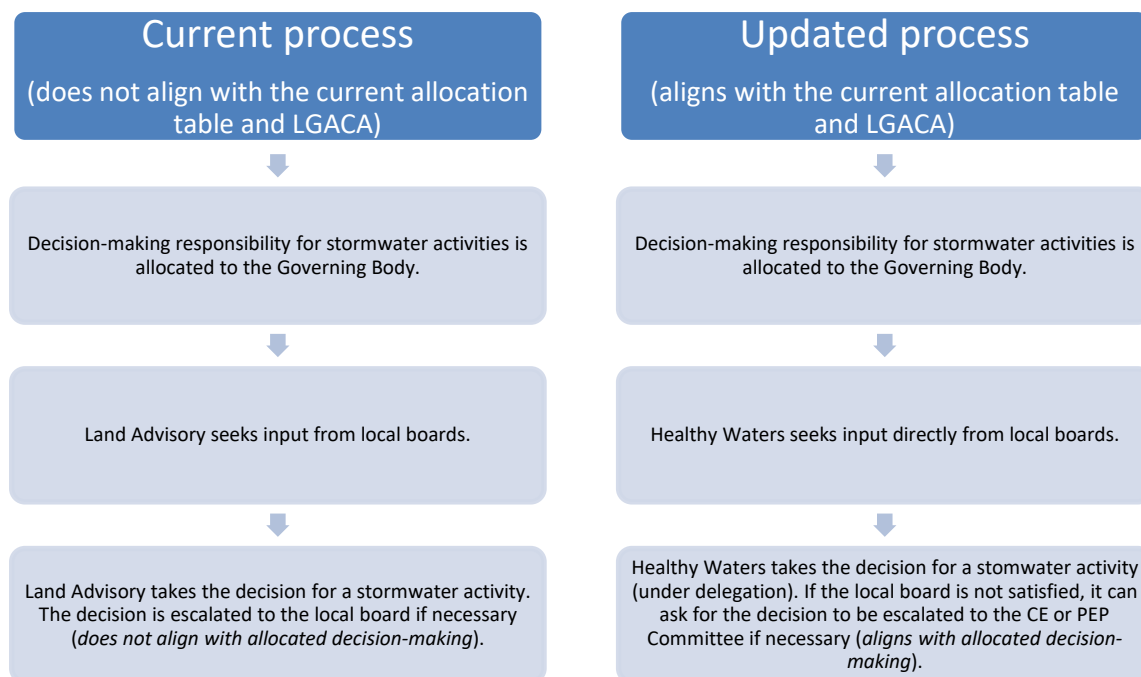 Current process
(does not align with the current allocation
table and LGACA)
Decision-making responsibility for stormwater activities is
allocated to the Governing Body.
Land Advisory seeks input from local boards.
Land Advisory takes the decision for a stormwater activity.
The decision is escalated to the local board if necessary
(does not align with allocated decision-making).
Updated process
(aligns with the current allocation table
and LGACA)
Decision-making responsibility for stormwater activities is
allocated to the Governing Body.
Healthy Waters seeks input directly from local boards.
Healthy Waters takes the decision for a stomwater activity
(under delegation). If the local board is not satisfied, it can
ask for the decision to be escalated to the CE or PEP
Committee if necessary (aligns with allocated decision-
making).